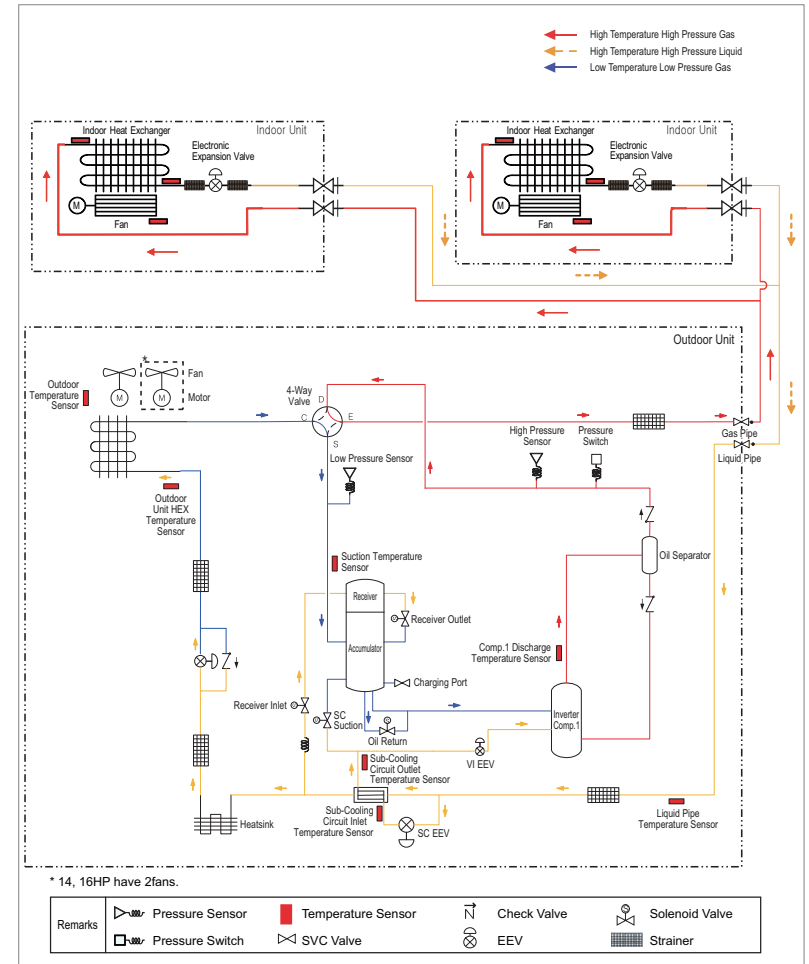 High Temperature High Pressure Gas
High Temperature High Pressure Liquid
Low Temperature Low Pressure Gas
Indoor Heat Exchanger
Indoor Unit
Electronic
Expansion Valve
M
Fan
Indoor Heat Exchanger
Indoor Unit
Electronic
Expansion Valve
M
Fan
Outdoor Unit
*
Fan
Motor
M
M
Outdoor
Temperature
Sensor
4-Way
Valve
D
C
E
S
High Pressure
Sensor
Pressure
Switch
Gas Pipe
Liquid Pipe
Low Pressure Sensor
Outdoor
Unit HEX
Temperature
Sensor
Suction Temperature
Sensor
Oil Separator
Receiver
Receiver Outlet
Accumulator
Comp.1 Discharge
Temperature Sensor
Charging Port
Receiver Inlet
SC
Suction
Oil Return
Inverter
Comp.1
VI EEV
Sub-Cooling
Circuit Outlet
Temperature Sensor
Heatsink
Sub-Cooling
Circuit Inlet
Temperature Sensor
SC EEV
Liquid Pipe
Temperature Sensor
* 14, 16HP have 2fans.
Remarks
Pressure Sensor
Temperature Sensor
Check Valve
Solenoid Valve
Pressure Switch
SVC Valve
EEV
Strainer